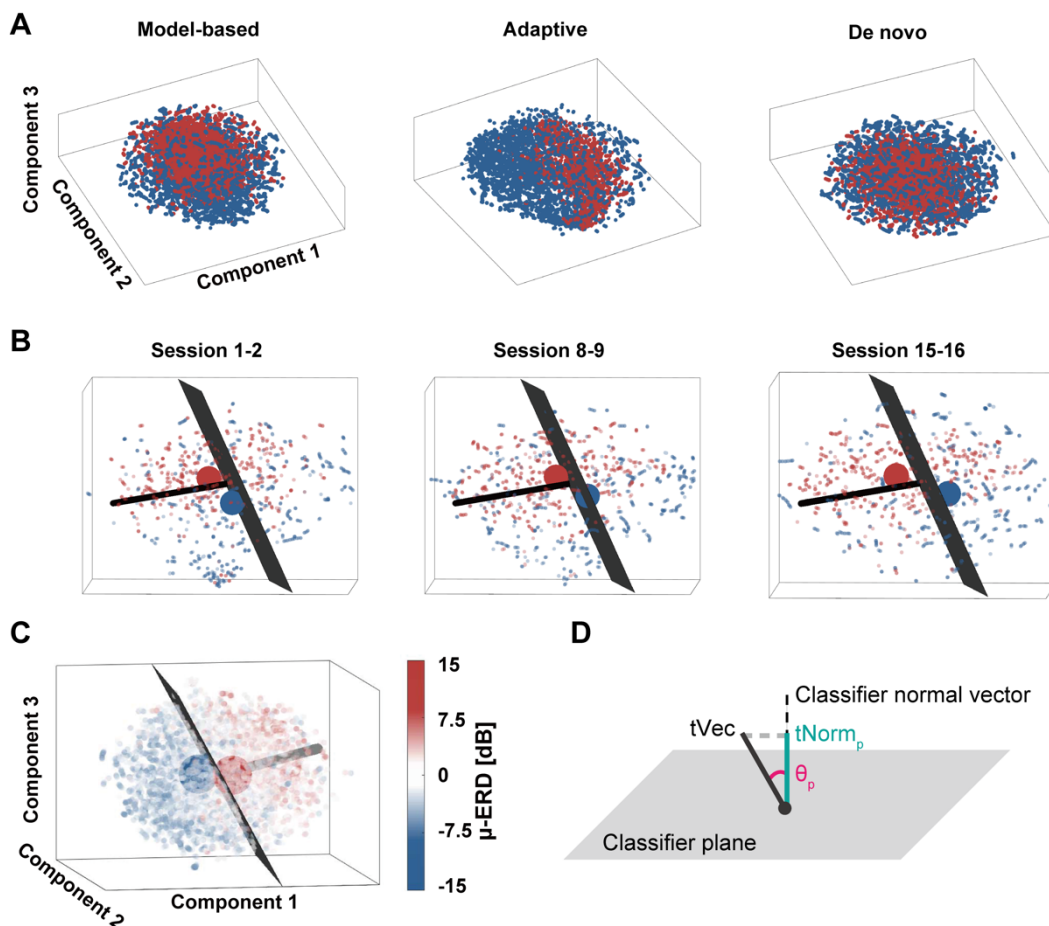 A
Model-based
Adaptive
De novo
Component 3
Component 2
Component 1
B
Session 1-2
Session 8-9
Session 15-16
C
Component 3
Component 2
Component 1
15
7.5
0
-7.5
-15
μ-ERD [dB]
D
Classifier normal vector
tVec
tNormp
θp
Classifier plane